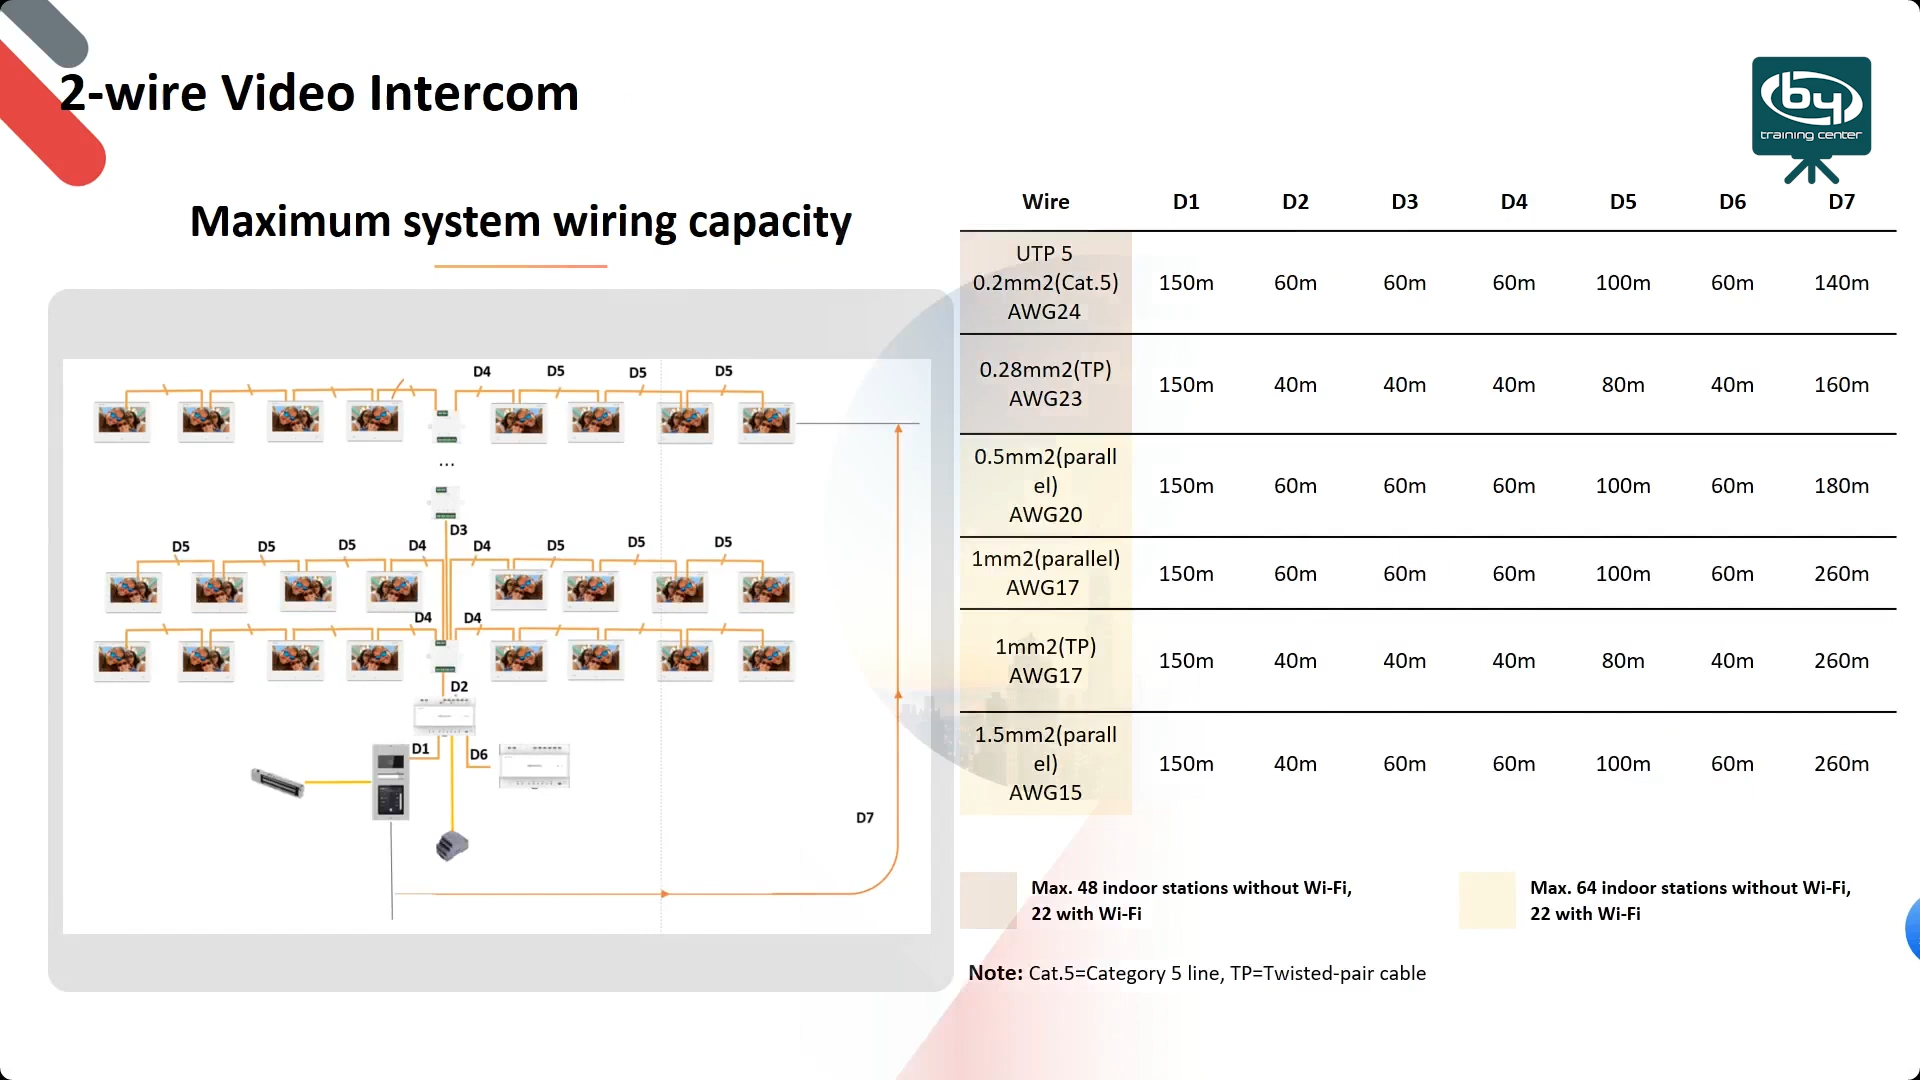 2-wire Video Intercom
by
training center
Maximum system wiring capacity
D4 D5 D5 D5
...
D3
D5 D5 D5 D4 D4 D5 D5 D5
D4 D4
D2
D1 D6
D7
Wire D1 D2 D3 D4 D5 D6 D7
UTP 5
0.2mm2(Cat.5)
AWG24
150m 60m 60m 60m 100m 60m 140m
0.28mm2(TP)
AWG23
150m 40m 40m 40m 80m 40m 160m
0.5mm2(parall
el)
AWG20
150m 60m 60m 60m 100m 60m 180m
1mm2(parallel)
AWG17
150m 60m 60m 60m 100m 60m 260m
1mm2(TP)
AWG17
150m 40m 40m 40m 80m 40m 260m
1.5mm2(parall
el)
AWG15
150m 40m 60m 60m 100m 60m 260m
Max. 48 indoor stations without Wi-Fi,
22 with Wi-Fi
Max. 64 indoor stations without Wi-Fi,
22 with Wi-Fi
Note: Cat.5=Category 5 line, TP=Twisted-pair cable